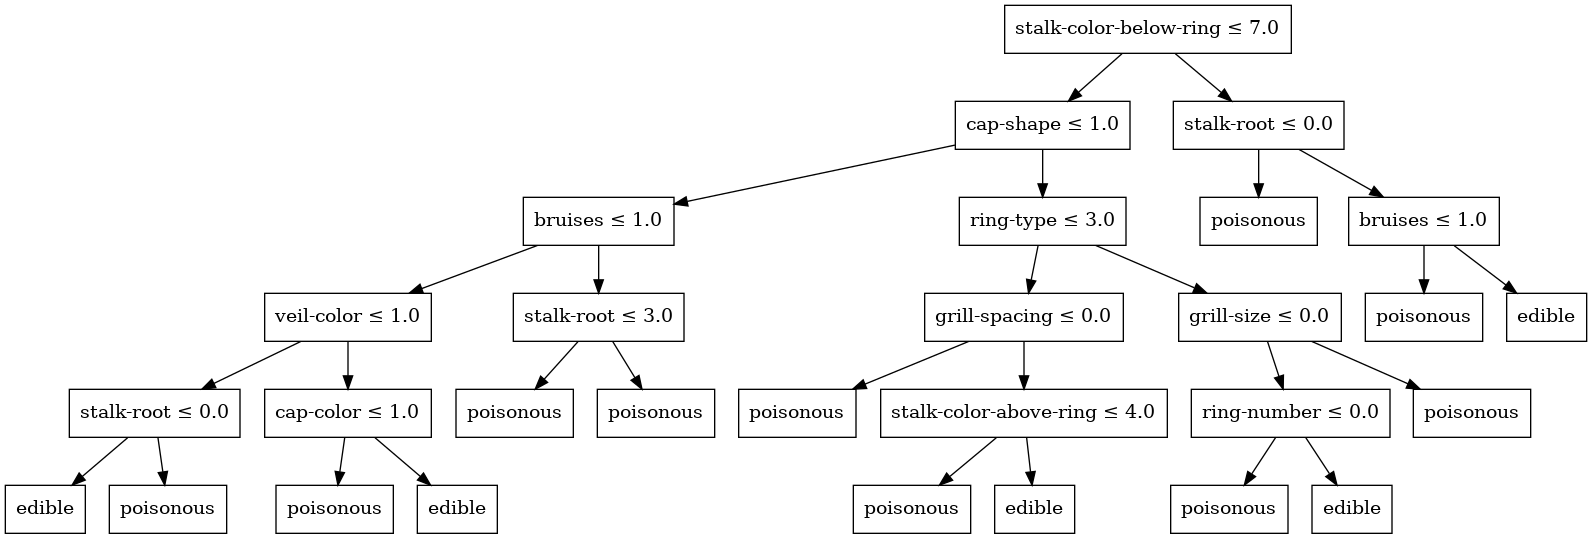 stalk-color-below-ring ≤ 7.0
cap-shape ≤ 1.0
stalk-root ≤ 0.0
bruises ≤ 1.0
ring-type ≤ 3.0
poisonous
bruises ≤ 1.0
veil-color ≤ 1.0
stalk-root ≤ 3.0
grill-spacing ≤ 0.0
grill-size ≤ 0.0
poisonous
edible
stalk-root ≤ 0.0
cap-color ≤ 1.0
poisonous
poisonous
poisonous
stalk-color-above-ring ≤ 4.0
ring-number ≤ 0.0
poisonous
edible
poisonous
poisonous
edible
poisonous
edible
poisonous
edible